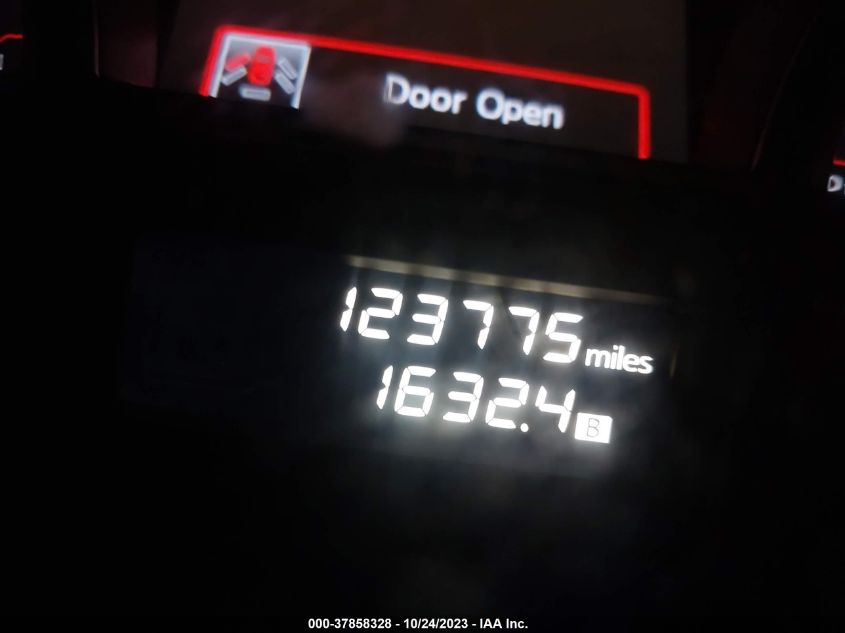 Door Open
123775 miles
1632.4 B
000-37858328 - 10/24/2023 - IAA Inc.